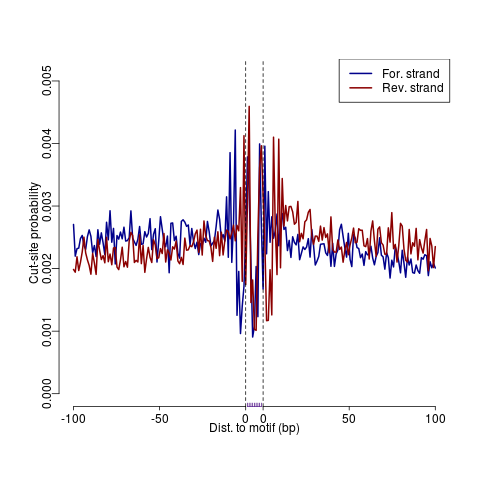 For. strand
Rev. strand
Cut-site probability
0.005
0.004
0.003
0.002
0.001
0.000
-100 -50 0 0 50 100
Dist. to motif (bp)